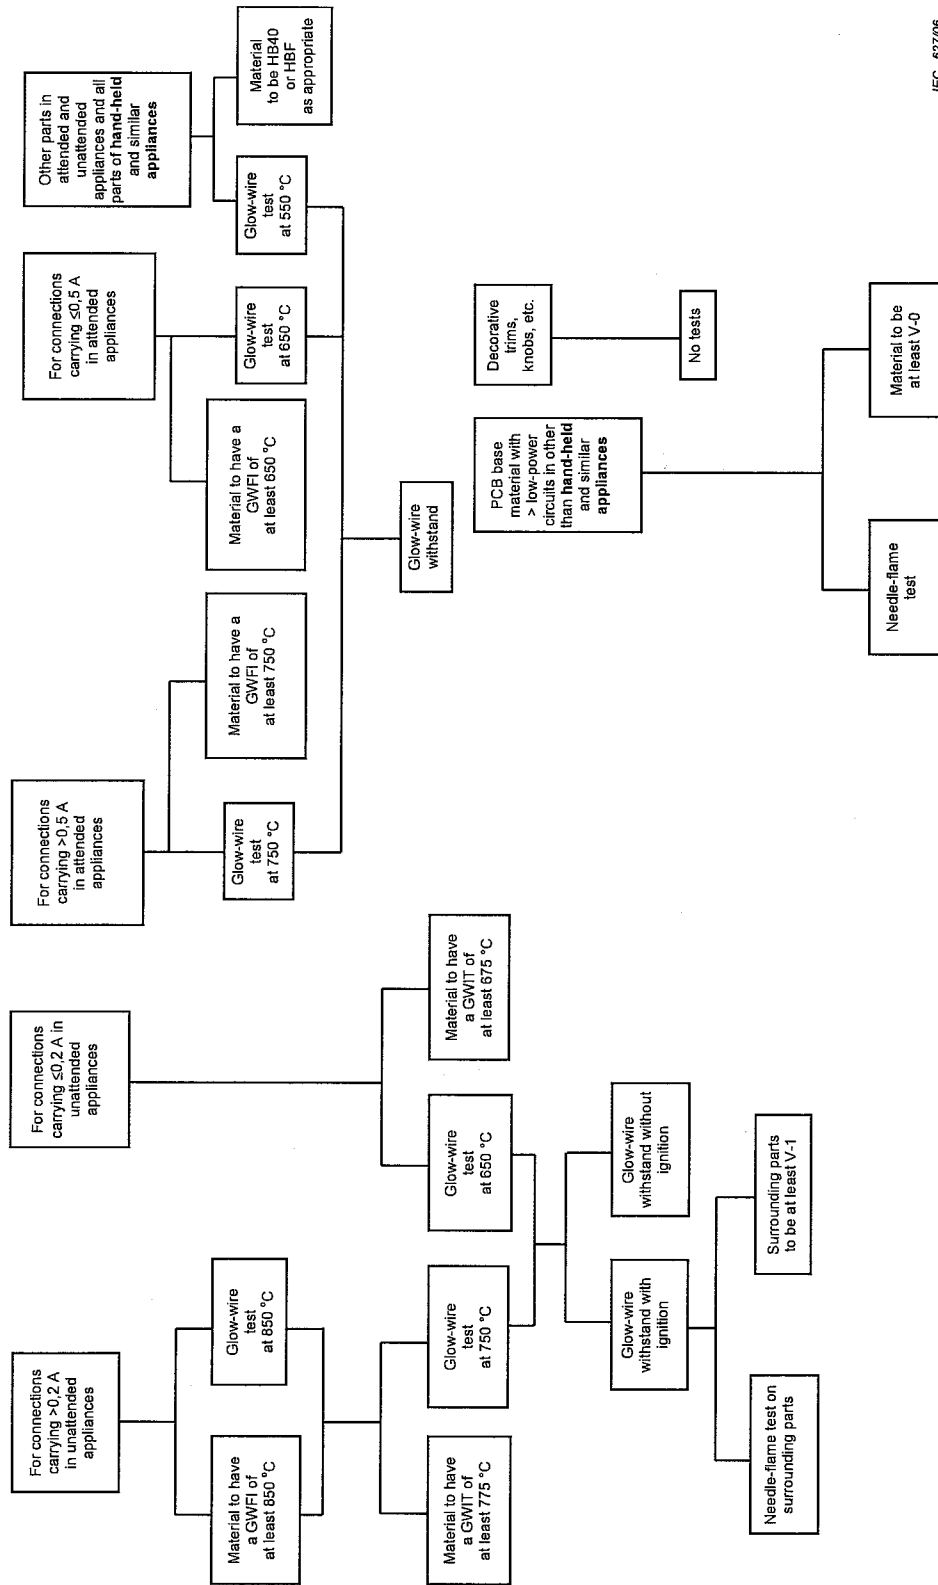 For connections
carrying >0,2 A
in unattended
appliances
Material to have
a GWFI of
at least 850 °C
Glow-wire
test
at 850 °C
Material to have
a GWIT of
at least 775 °C
Glow-wire
test
at 750 °C
For connections
carrying ≤0,2 A in
unattended
appliances
Glow-wire
test
at 650 °C
Material to have
a GWIT of
at least 675 °C
Glow-wire
withstand with
ignition
Glow-wire
withstand without
ignition
Needle-flame test on
surrounding parts
Surrounding parts
to be at least V-1
For connections
carrying >0,5 A
in attended
appliances
Glow-wire
test
at 750 °C
Material to have a
GWFI of
at least 750 °C
For connections
carrying ≤0,5 A
in attended
appliances
Material to have a
GWFI of
at least 650 °C
Glow-wire
test
at 650 °C
Other parts in
attended and
unattended
appliances and all
parts of hand-held
and similar
appliances
Glow-wire
test
at 550 °C
Material
to be HB40
or HBF
as appropriate
Glow-wire
withstand
PCB base
material with
> low-power
circuits in other
than hand-held
and similar
appliances
Needle-flame
test
Material to be
at least V-0
Decorative
trims,
knobs, etc.
No tests
IEC 627/06